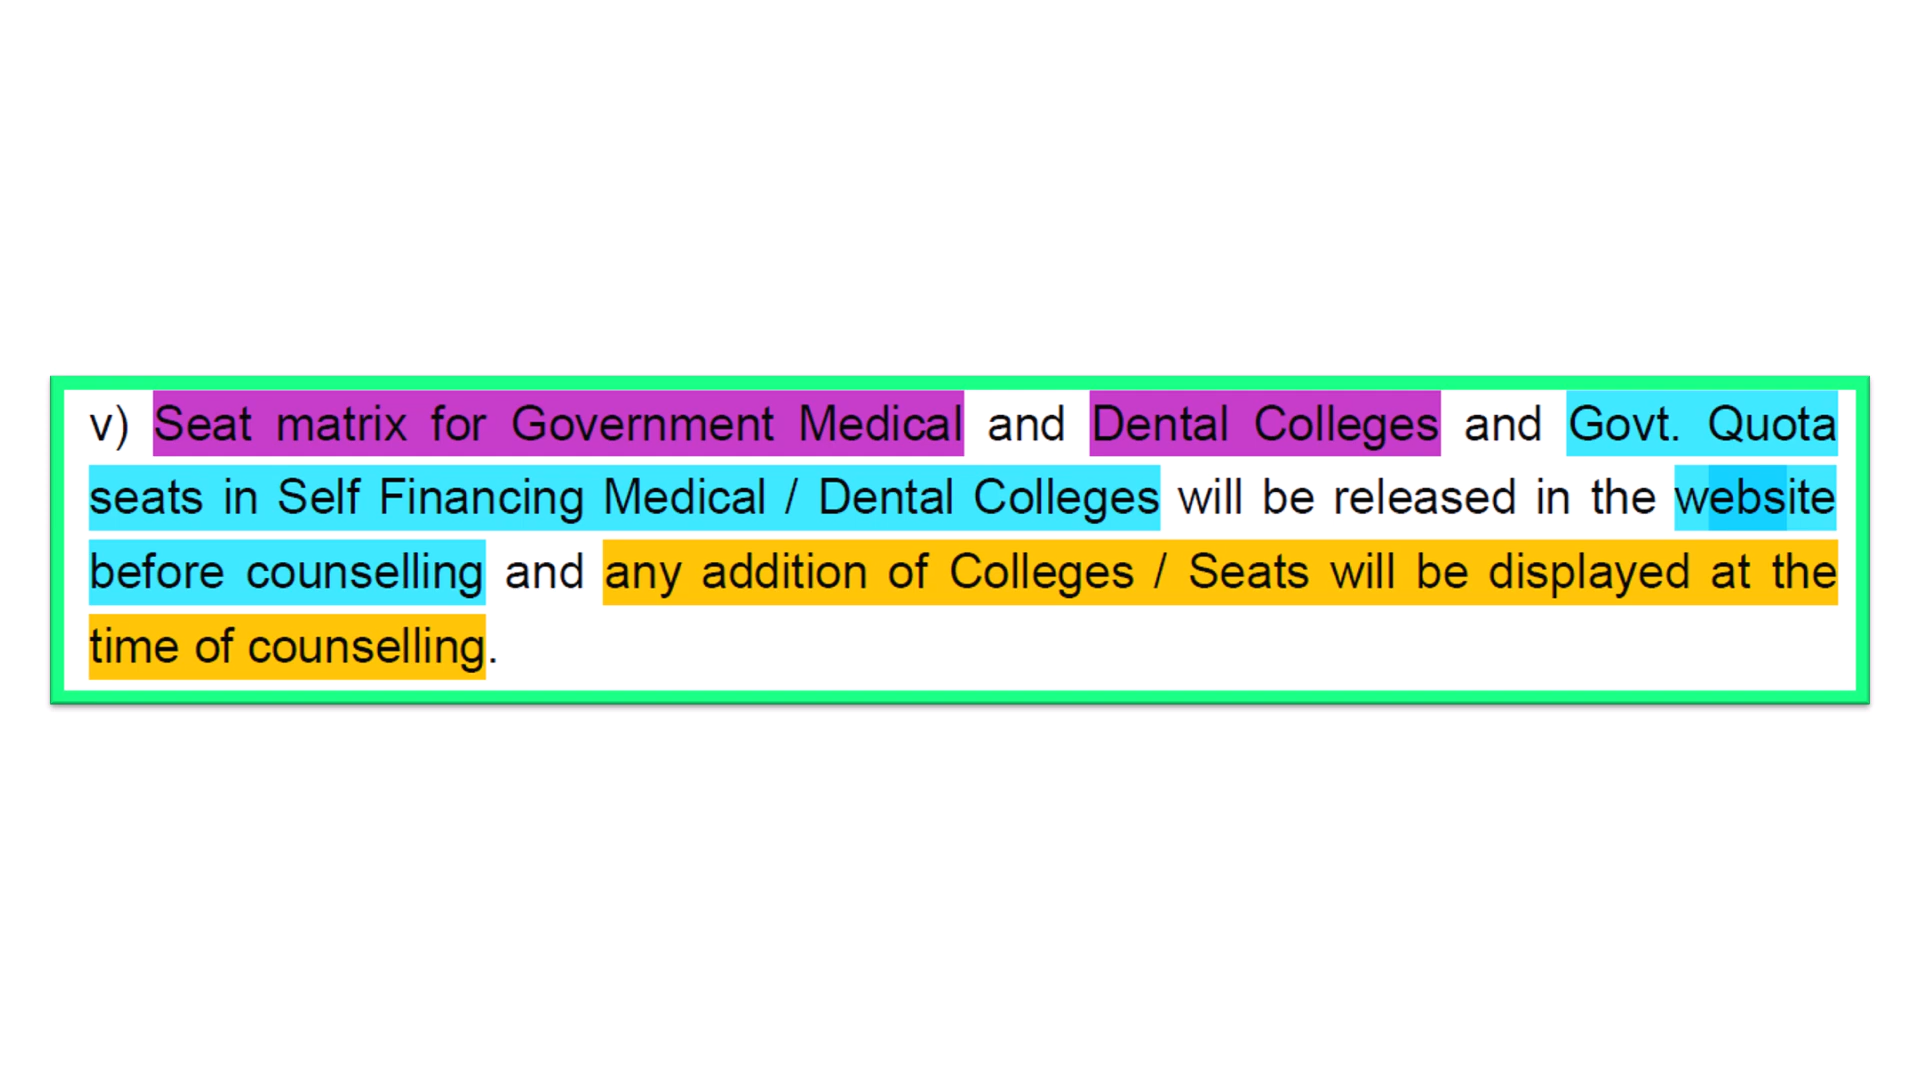 v) Seat matrix for Government Medical and Dental Colleges and Govt. Quota
seats in Self Financing Medical / Dental Colleges will be released in the website
before counselling and any addition of Colleges / Seats will be displayed at the
time of counselling.